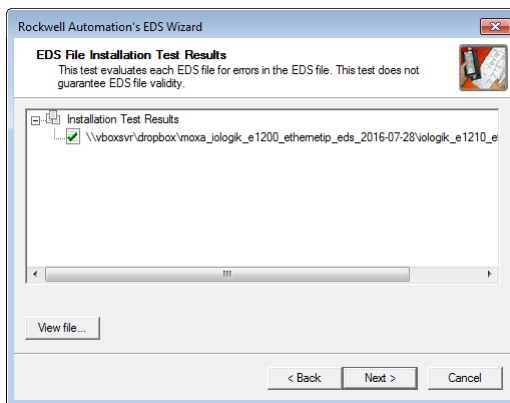 Rockwell Automation's EDS Wizard
EDS File Installation Test Results
This test evaluates each EDS file for errors in the EDS file. This test does not
guarantee EDS file validity.
Installation Test Results
\\vboxsvr\dropbox\moxa_iologik_e1200_ethernetip_eds_2016-07-28\iologik_e1210_e
View file...
< Back
Next >
Cancel